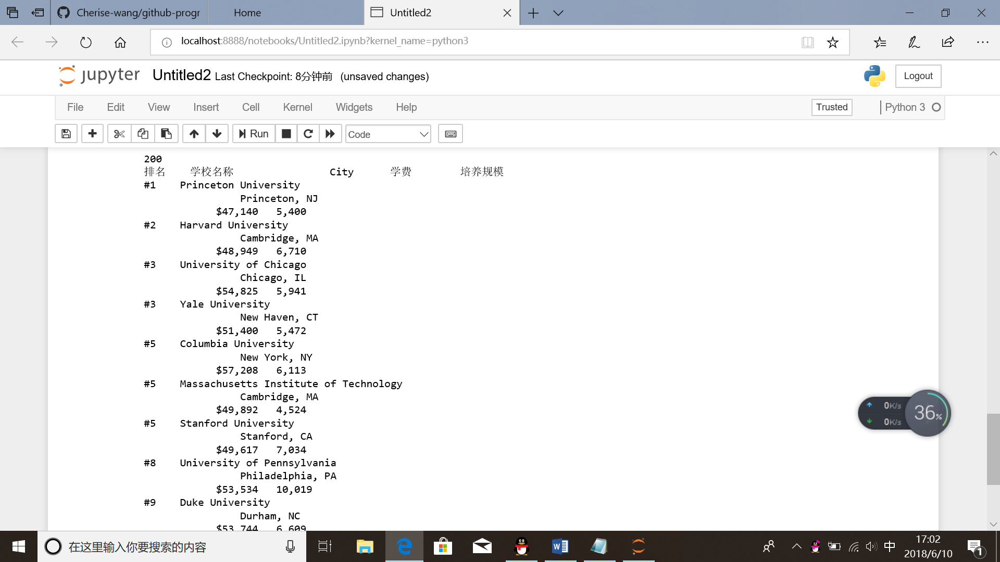 Cherise-wang/github-progr
Home
Untitled2
localhost:8888/notebooks/Untitled2.ipynb?kernel_name=python3
jupyter Untitled2 Last Checkpoint: 8分钟前 (unsaved changes)
Logout
File Edit View Insert Cell Kernel Widgets Help
Trusted
Python 3
Run
Code
200
排名 学校名称 City 学费 培养规模
#1 Princeton University
Princeton, NJ
$47,140 5,400
#2 Harvard University
Cambridge, MA
$48,949 6,710
#3 University of Chicago
Chicago, IL
$54,825 5,941
#3 Yale University
New Haven, CT
$51,400 5,472
#5 Columbia University
New York, NY
$57,208 6,113
#5 Massachusetts Institute of Technology
Cambridge, MA
$49,892 4,524
#5 Stanford University
Stanford, CA
$49,617 7,034
#8 University of Pennsylvania
Philadelphia, PA
$53,534 10,019
#9 Duke University
Durham, NC
$53,744 6,609
0K/s
0K/s
36%
在这里输入你要搜索的内容
中
17:02
2018/6/10
1